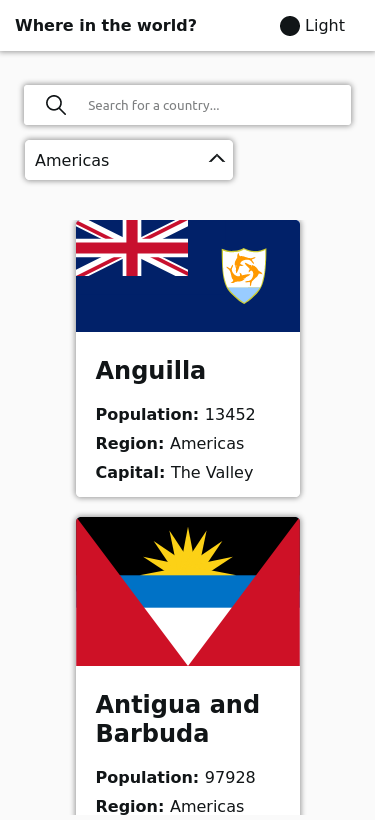 Where in the world? Light
Search for a country...
Americas
Anguilla
Population: 13452
Region: Americas
Capital: The Valley
Antigua and
Barbuda
Population: 97928
Region: Americas